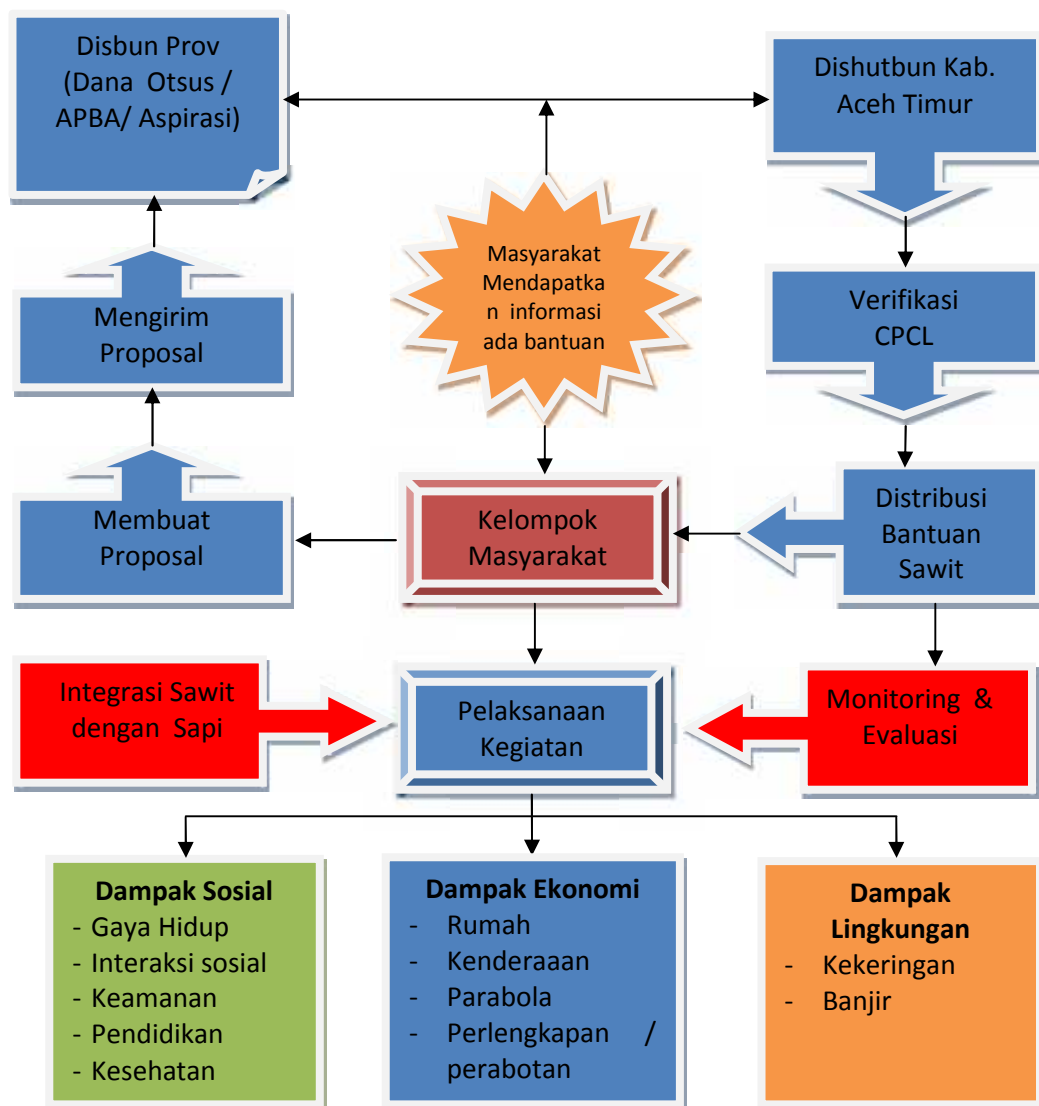 Disbun Prov
(Dana Otsus /
APBA/ Aspirasi)
Dishutbun Kab.
Aceh Timur
Masyarakat
Mendapatka
n informasi
ada bantuan
Mengirim
Proposal
Verifikasi
CPCL
Membuat
Proposal
Kelompok
Masyarakat
Distribusi
Bantuan
Sawit
Integrasi Sawit
dengan Sapi
Pelaksanaan
Kegiatan
Monitoring &
Evaluasi
Dampak Sosial
- Gaya Hidup
- Interaksi sosial
- Keamanan
- Pendidikan
- Kesehatan
Dampak Ekonomi
- Rumah
- Kenderaaan
- Parabola
- Perlengkapan /
perabotan
Dampak
Lingkungan
- Kekeringan
- Banjir